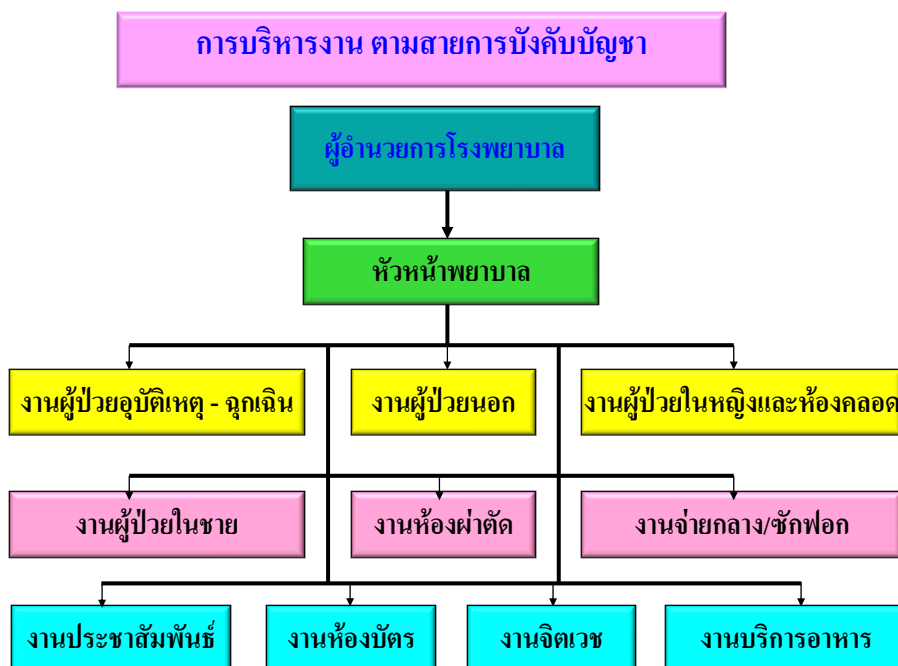 การบริหารงาน ตามสายการบังคับบัญชา
ผู้อำนวยการโรงพยาบาล
หัวหน้าพยาบาล
งานผู้ป่วยอุบัติเหตุ - ฉุกเฉิน
งานผู้ป่วยนอก
งานผู้ป่วยในหญิงและห้องคลอด
งานผู้ป่วยในชาย
งานห้องผ่าตัด
งานจ่ายกลาง/ซักฟอก
งานประชาสัมพันธ์
งานห้องบัตร
งานจิตเวช
งานบริการอาหาร